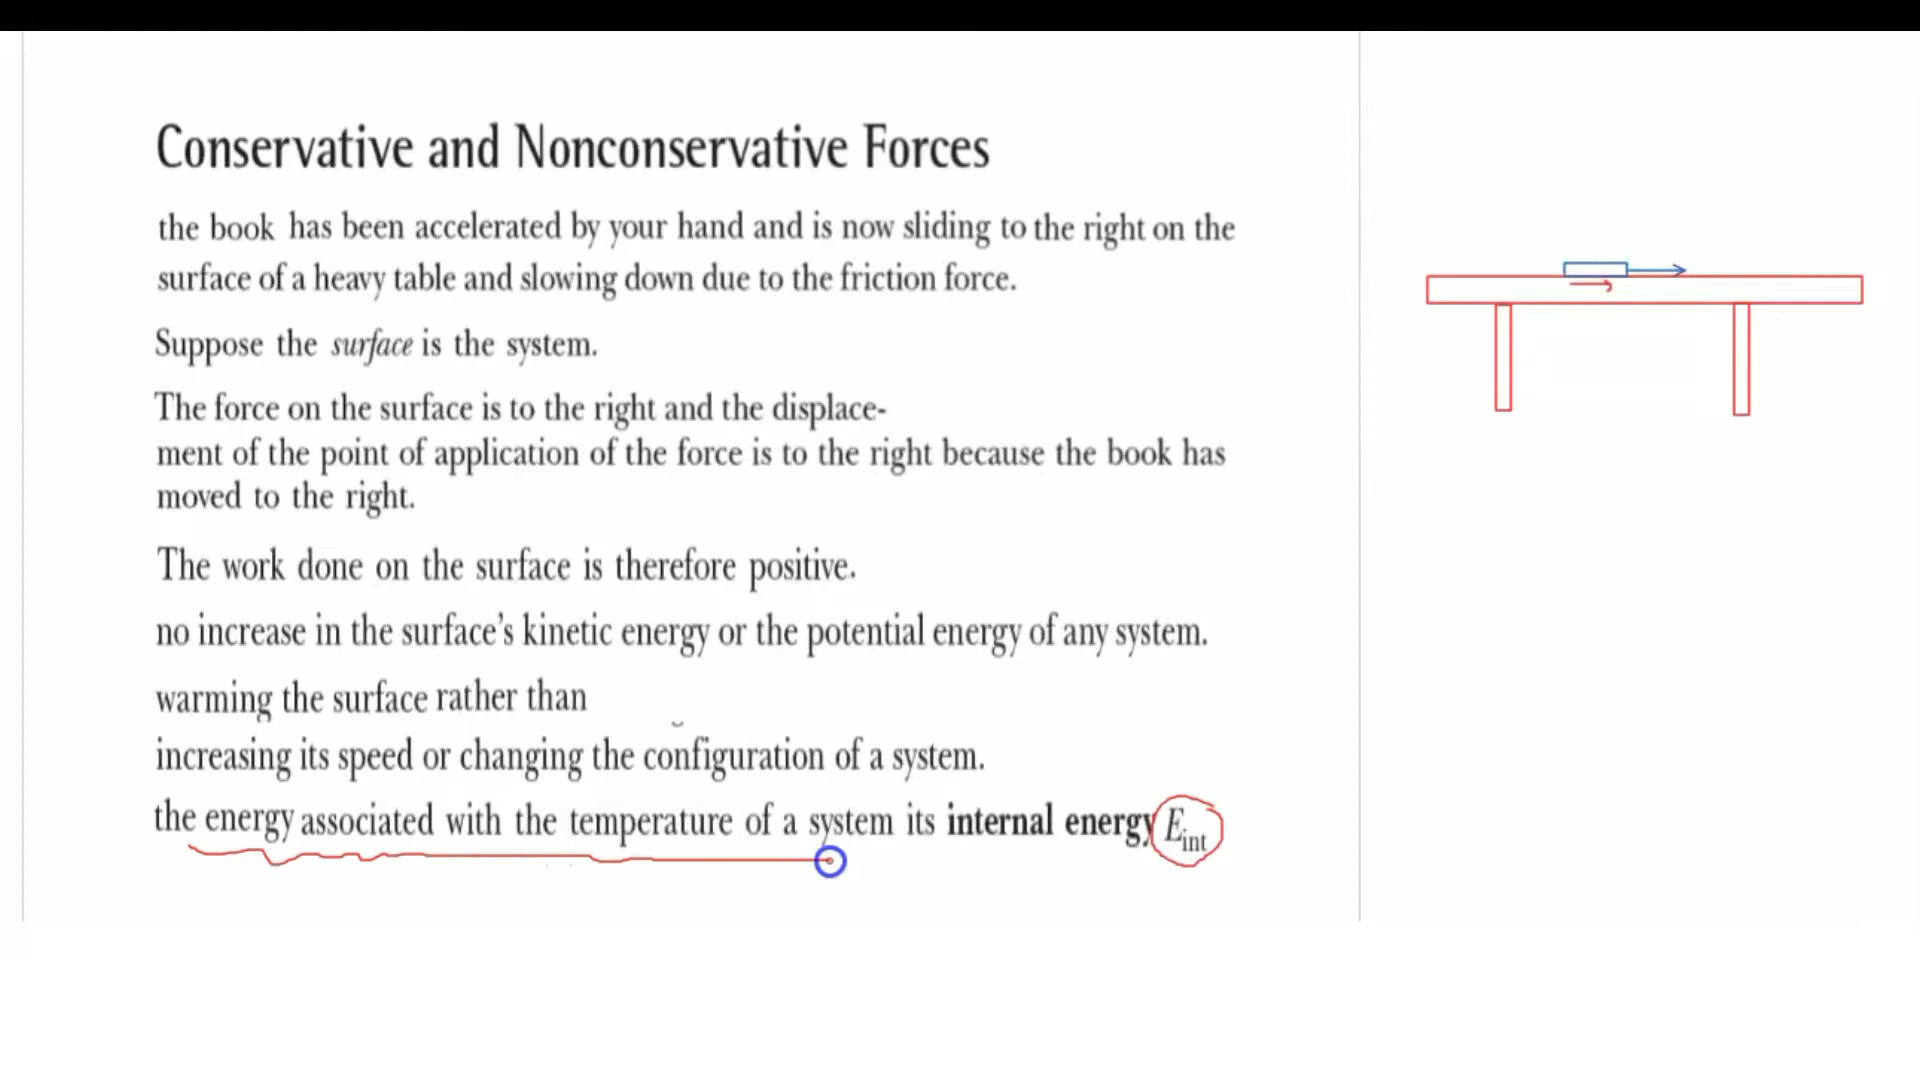 Conservative and Nonconservative Forces
the book has been accelerated by your hand and is now sliding to the right on the
surface of a heavy table and slowing down due to the friction force.
Suppose the surface is the system.
The force on the surface is to the right and the displace-
ment of the point of application of the force is to the right because the book has
moved to the right.
The work done on the surface is therefore positive.
no increase in the surface's kinetic energy or the potential energy of any system.
warming the surface rather than
increasing its speed or changing the configuration of a system.
the energy associated with the temperature of a system its internal energy E_int